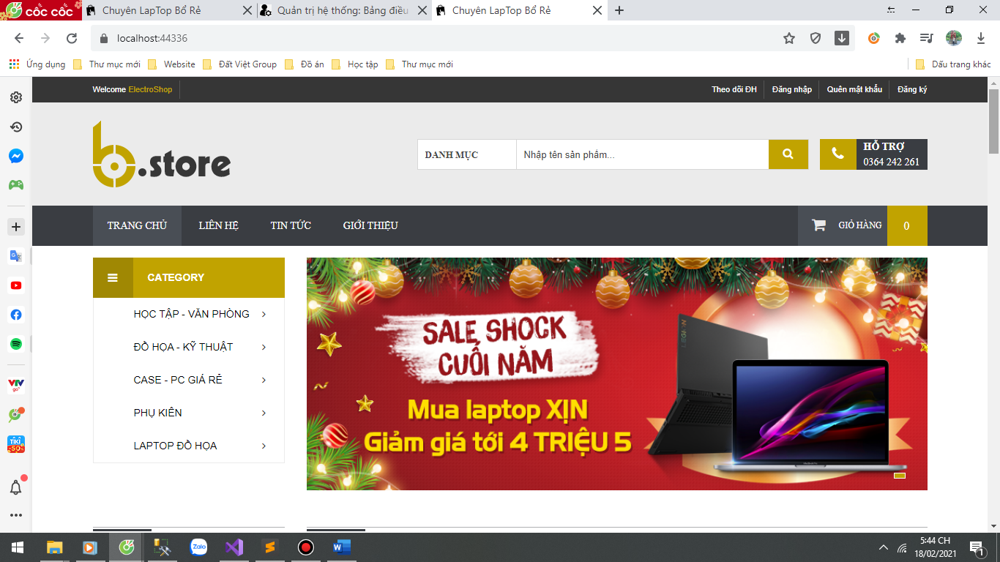 cốc cốc
Chuyên LapTop Bổ Rẻ
Quản trị hệ thống: Bảng điều
Chuyên LapTop Bổ Rẻ
localhost:44336
Ứng dụng
Thư mục mới
Website
Đất Việt Group
Đồ án
Học tập
Thư mục mới
Dấu trang khác
Welcome ElectroShop
Theo dõi ĐH
Đăng nhập
Quên mật khẩu
Đăng ký
b.store
DANH MỤC
Nhập tên sản phẩm...
HỖ TRỢ
0364 242 261
TRANG CHỦ
LIÊN HỆ
TIN TỨC
GIỚI THIỆU
GIỎ HÀNG
0
CATEGORY
HỌC TẬP - VĂN PHÒNG
ĐỒ HỌA - KỸ THUẬT
CASE - PC GIÁ RẺ
PHỤ KIÊN
LAPTOP ĐỒ HỌA
SALE SHOCK
CUỐI NĂM
Mua laptop XỊN
Giảm giá tới 4 TRIỆU 5
LEGION
VTV
go
TIKI
-50%
Zalo
5:44 CH
18/02/2021
1